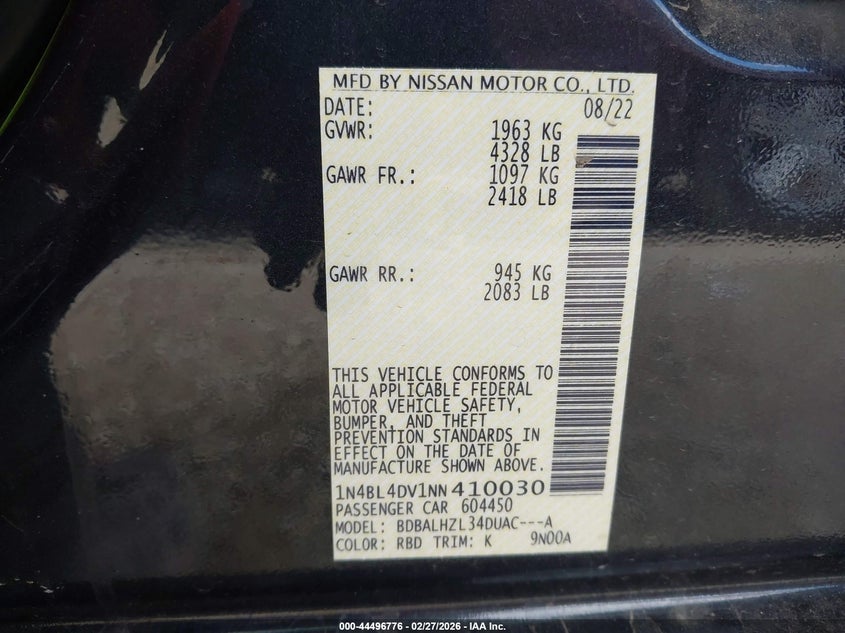 MFD BY NISSAN MOTOR CO., LTD.
DATE: 08/22
GVWR: 1963 KG
4328 LB
GAWR FR.: 1097 KG
2418 LB
GAWR RR.: 945 KG
2083 LB
THIS VEHICLE CONFORMS TO
ALL APPLICABLE FEDERAL
MOTOR VEHICLE SAFETY,
BUMPER, AND THEFT
PREVENTION STANDARDS IN
EFFECT ON THE DATE OF
MANUFACTURE SHOWN ABOVE.
1N4BL4DV1NN410030
PASSENGER CAR 604450
MODEL: BDBALHZL34DUAC---A
COLOR: RBD TRIM: K 9N00A
000-44496776 - 02/27/2026 - IAA Inc.